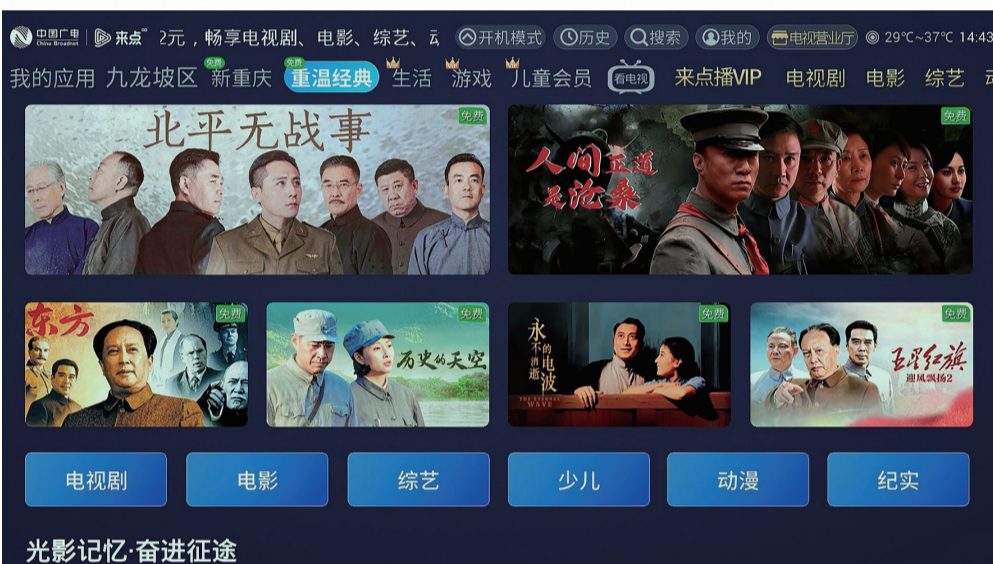 中国广电 China Broadnet 来点 2元，畅享电视剧、电影、综艺、 开机模式 历史 搜索 我的 电视营业厅 29°C~37°C 14:43
免费 免费
我的应用 九龙坡区 新重庆 重温经典 生活 游戏 儿童会员 看电视 来点播VIP 电视剧 电影 综艺
北平无战事 免费
人间正道是沧桑 免费
东方 免费
历史的天空 免费
永不消逝的电波 THE ETERNAL WAVE 免费
五星红旗迎风飘扬2 免费
电视剧 电影 综艺 少儿 动漫 纪实
光影记忆·奋进征途